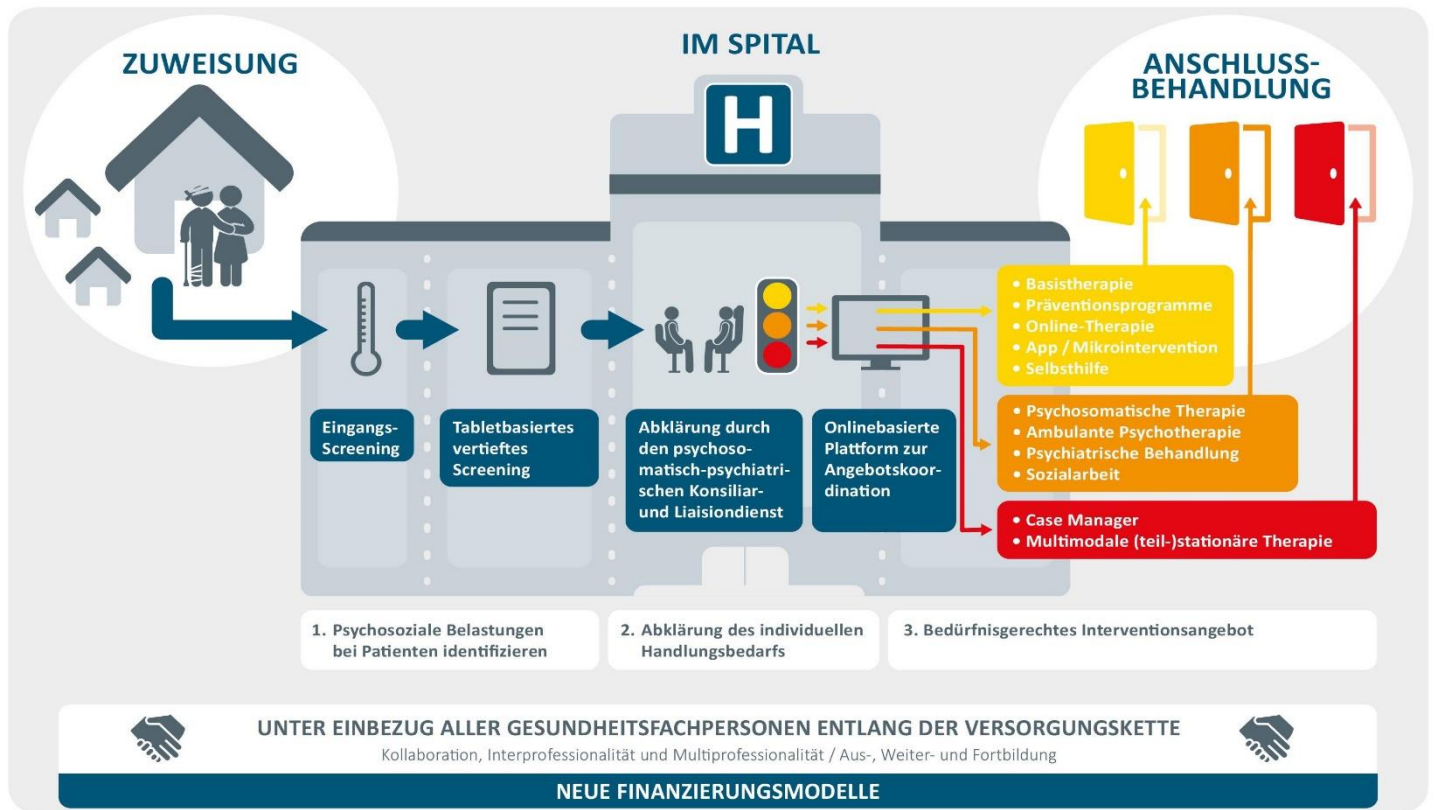 ZUWEISUNG
IM SPITAL
H
ANSCHLUSS-
BEHANDLUNG
Eingangs-
Screening
Tabletbasiertes
vertieftes
Screening
Abklärung durch
den psychoso-
matisch-psychiatri-
schen Konsiliar-
und Liaisiondienst
Onlinebasierte
Plattform zur
Angebotskoor-
dination
• Basistherapie
• Präventionsprogramme
• Online-Therapie
• App / Mikrointervention
• Selbsthilfe
• Psychosomatische Therapie
• Ambulante Psychotherapie
• Psychiatrische Behandlung
• Sozialarbeit
• Case Manager
• Multimodale (teil-)stationäre Therapie
1. Psychosoziale Belastungen
bei Patienten identifizieren
2. Abklärung des individuellen
Handlungsbedarfs
3. Bedürfnisgerechtes Interventionsangebot
UNTER EINBEZUG ALLER GESUNDHEITSFACHPERSONEN ENTLANG DER VERSORGUNGSKETTE
Kollaboration, Interprofessionalität und Multiprofessionalität / Aus-, Weiter- und Fortbildung
NEUE FINANZIERUNGSMODELLE